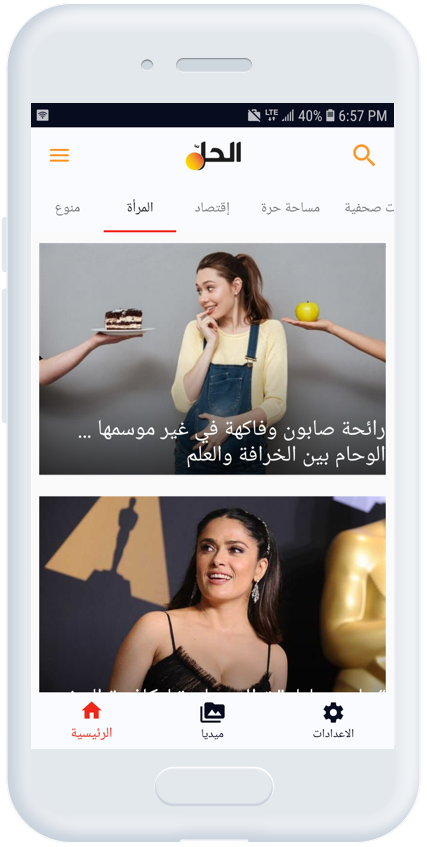 LTE 40% 6:57 PM
الحل
منوع المرأة إقتصاد مساحة حرة ت صحفية
رائحة صابون وفاكهة في غير موسمها ...
الوحام بين الخرافة والعلم
الرئيسية ميديا الاعدادات